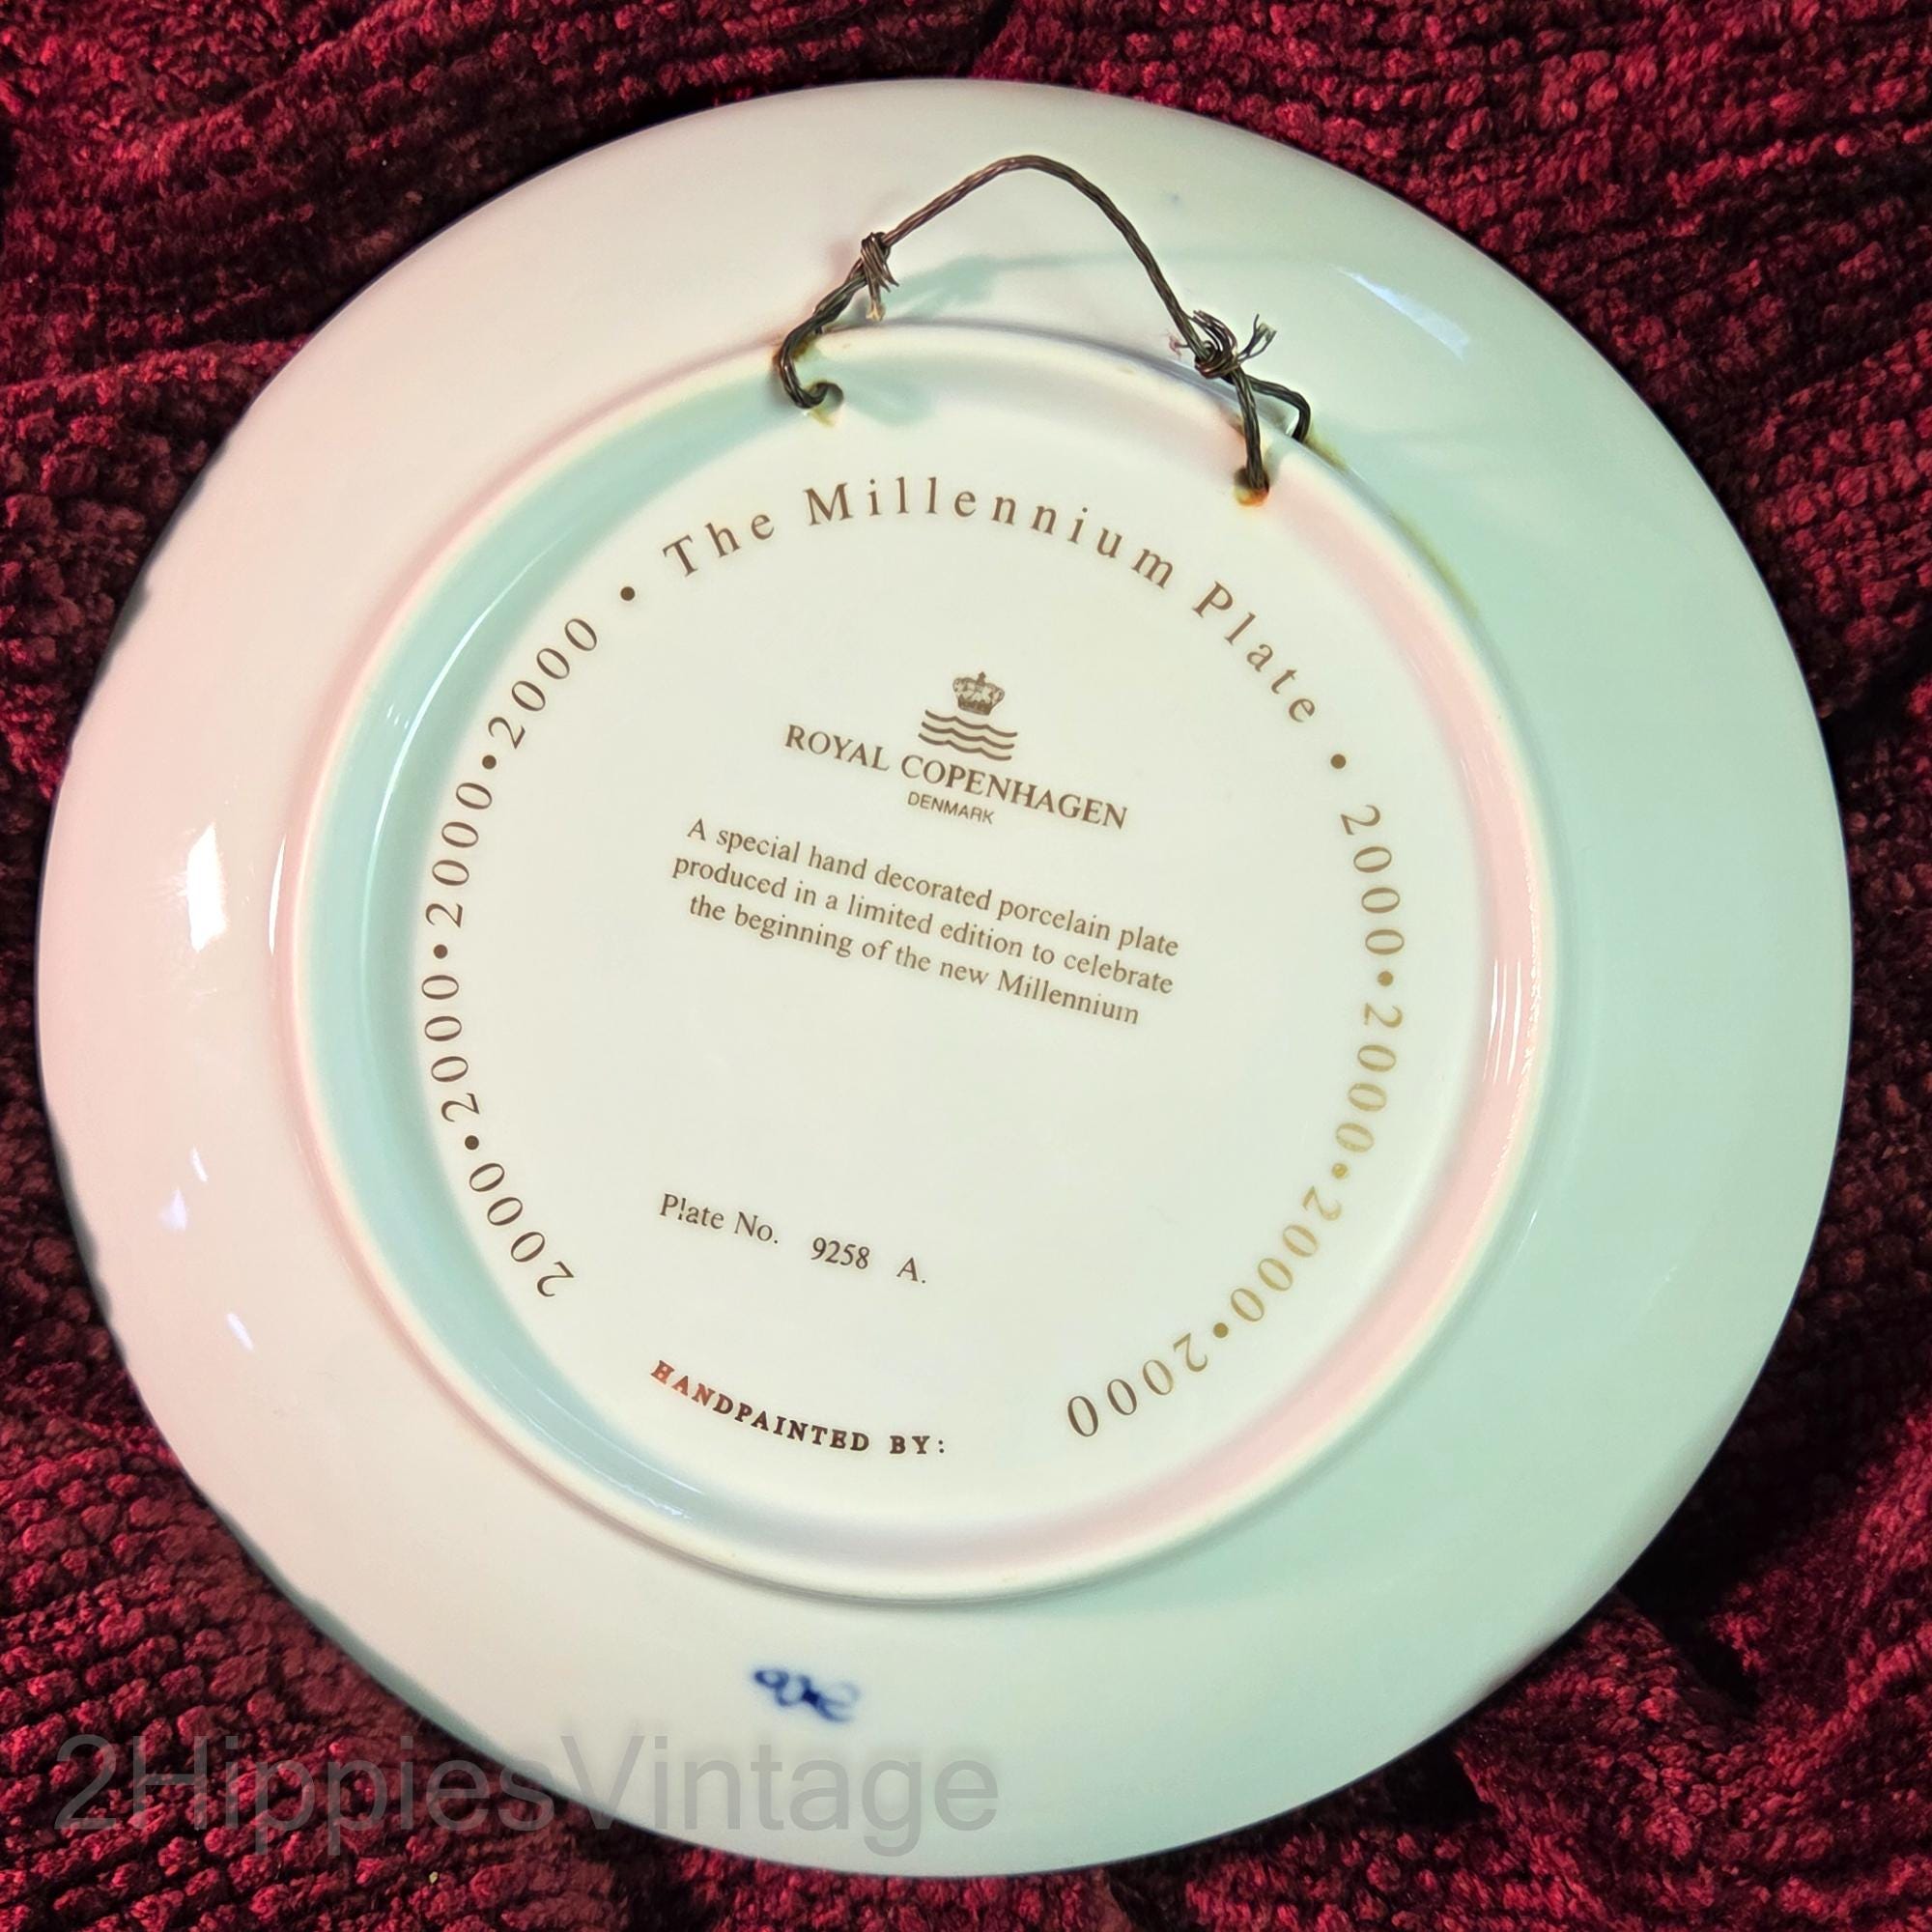 2000•2000•2000•2000 • The Millennium Plate • 2000•2000•2000•2000
ROYAL COPENHAGEN
DENMARK
A special hand decorated porcelain plate
produced in a limited edition to celebrate
the beginning of the new Millennium
Plate No. 9258 A.
HANDPAINTED BY:
2HippiesVintage